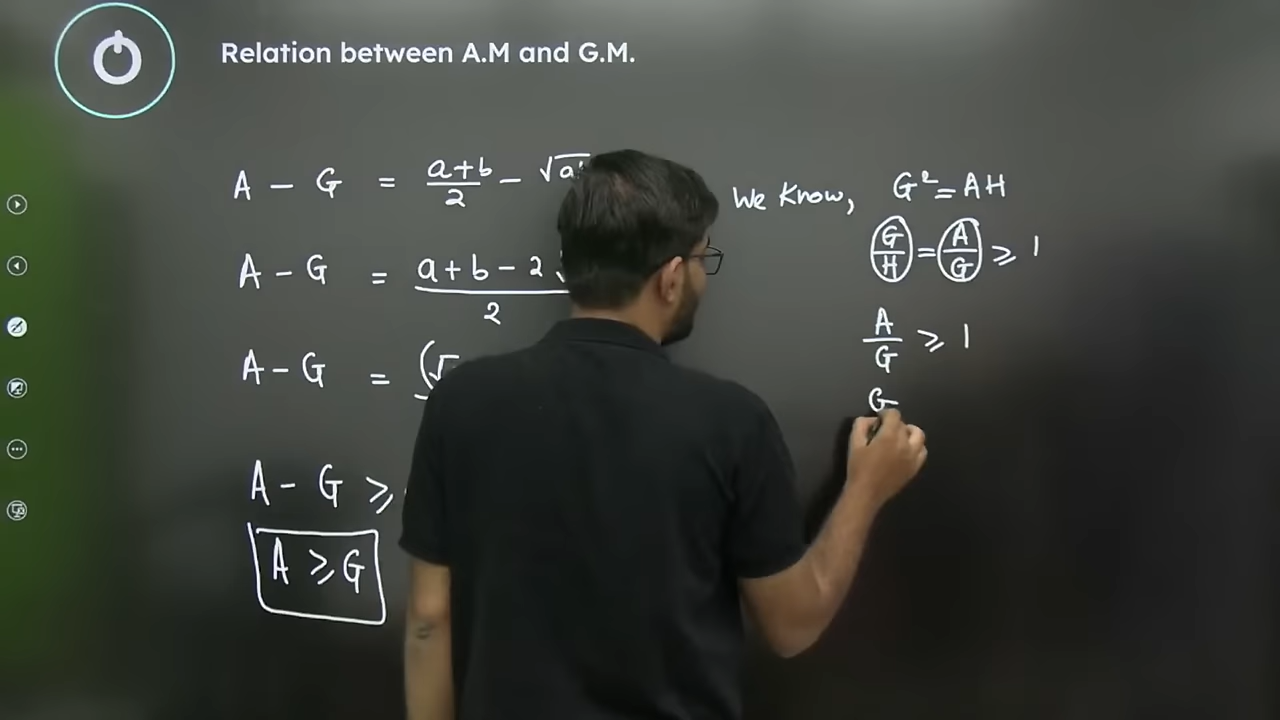 Relation between A.M and G.M.
A - G = a+b/2 - √a
A - G = a+b-2/2
A - G = (√
A - G ⩾
A ⩾ G
We Know, G² = AH
G/H = A/G ⩾ 1
A/G ⩾ 1
G